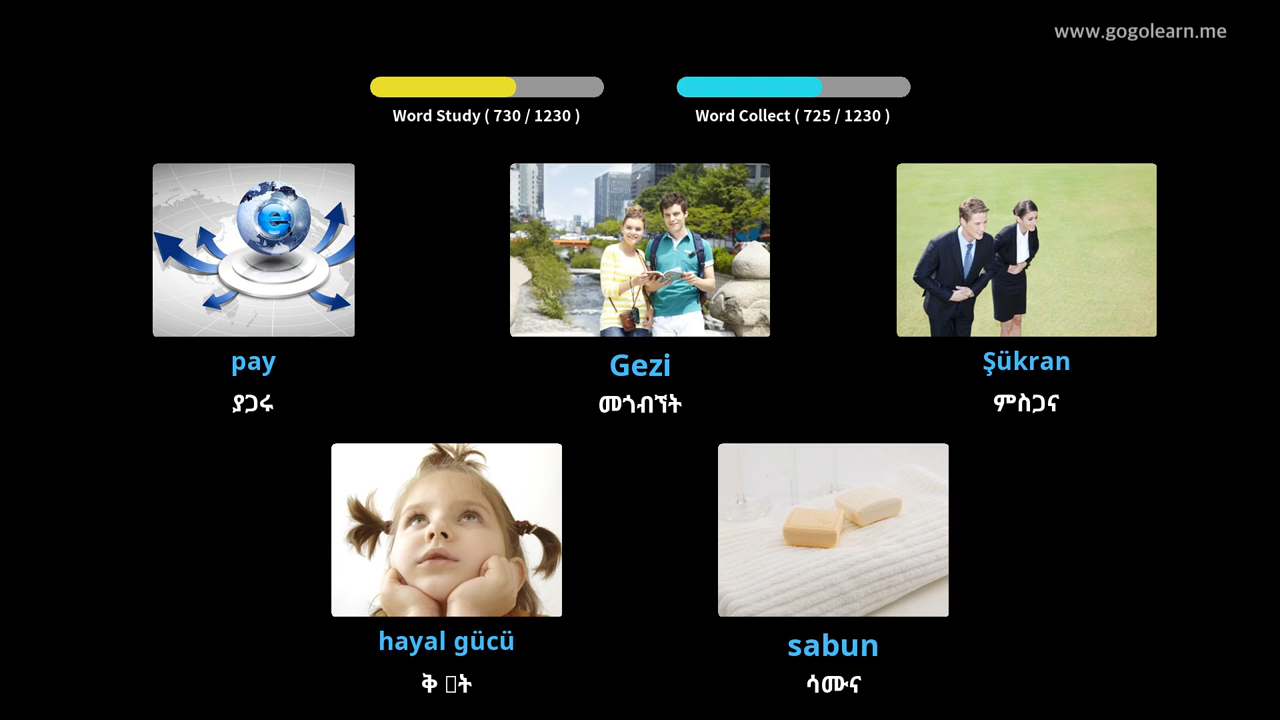 www.gogolearn.me
Word Study ( 730 / 1230 )
Word Collect ( 725 / 1230 )
pay
ያጋሩ
Gezi
መጎብኘት
Şükran
ምስጋና
hayal gücü
ቅ ት
sabun
ሳሙና